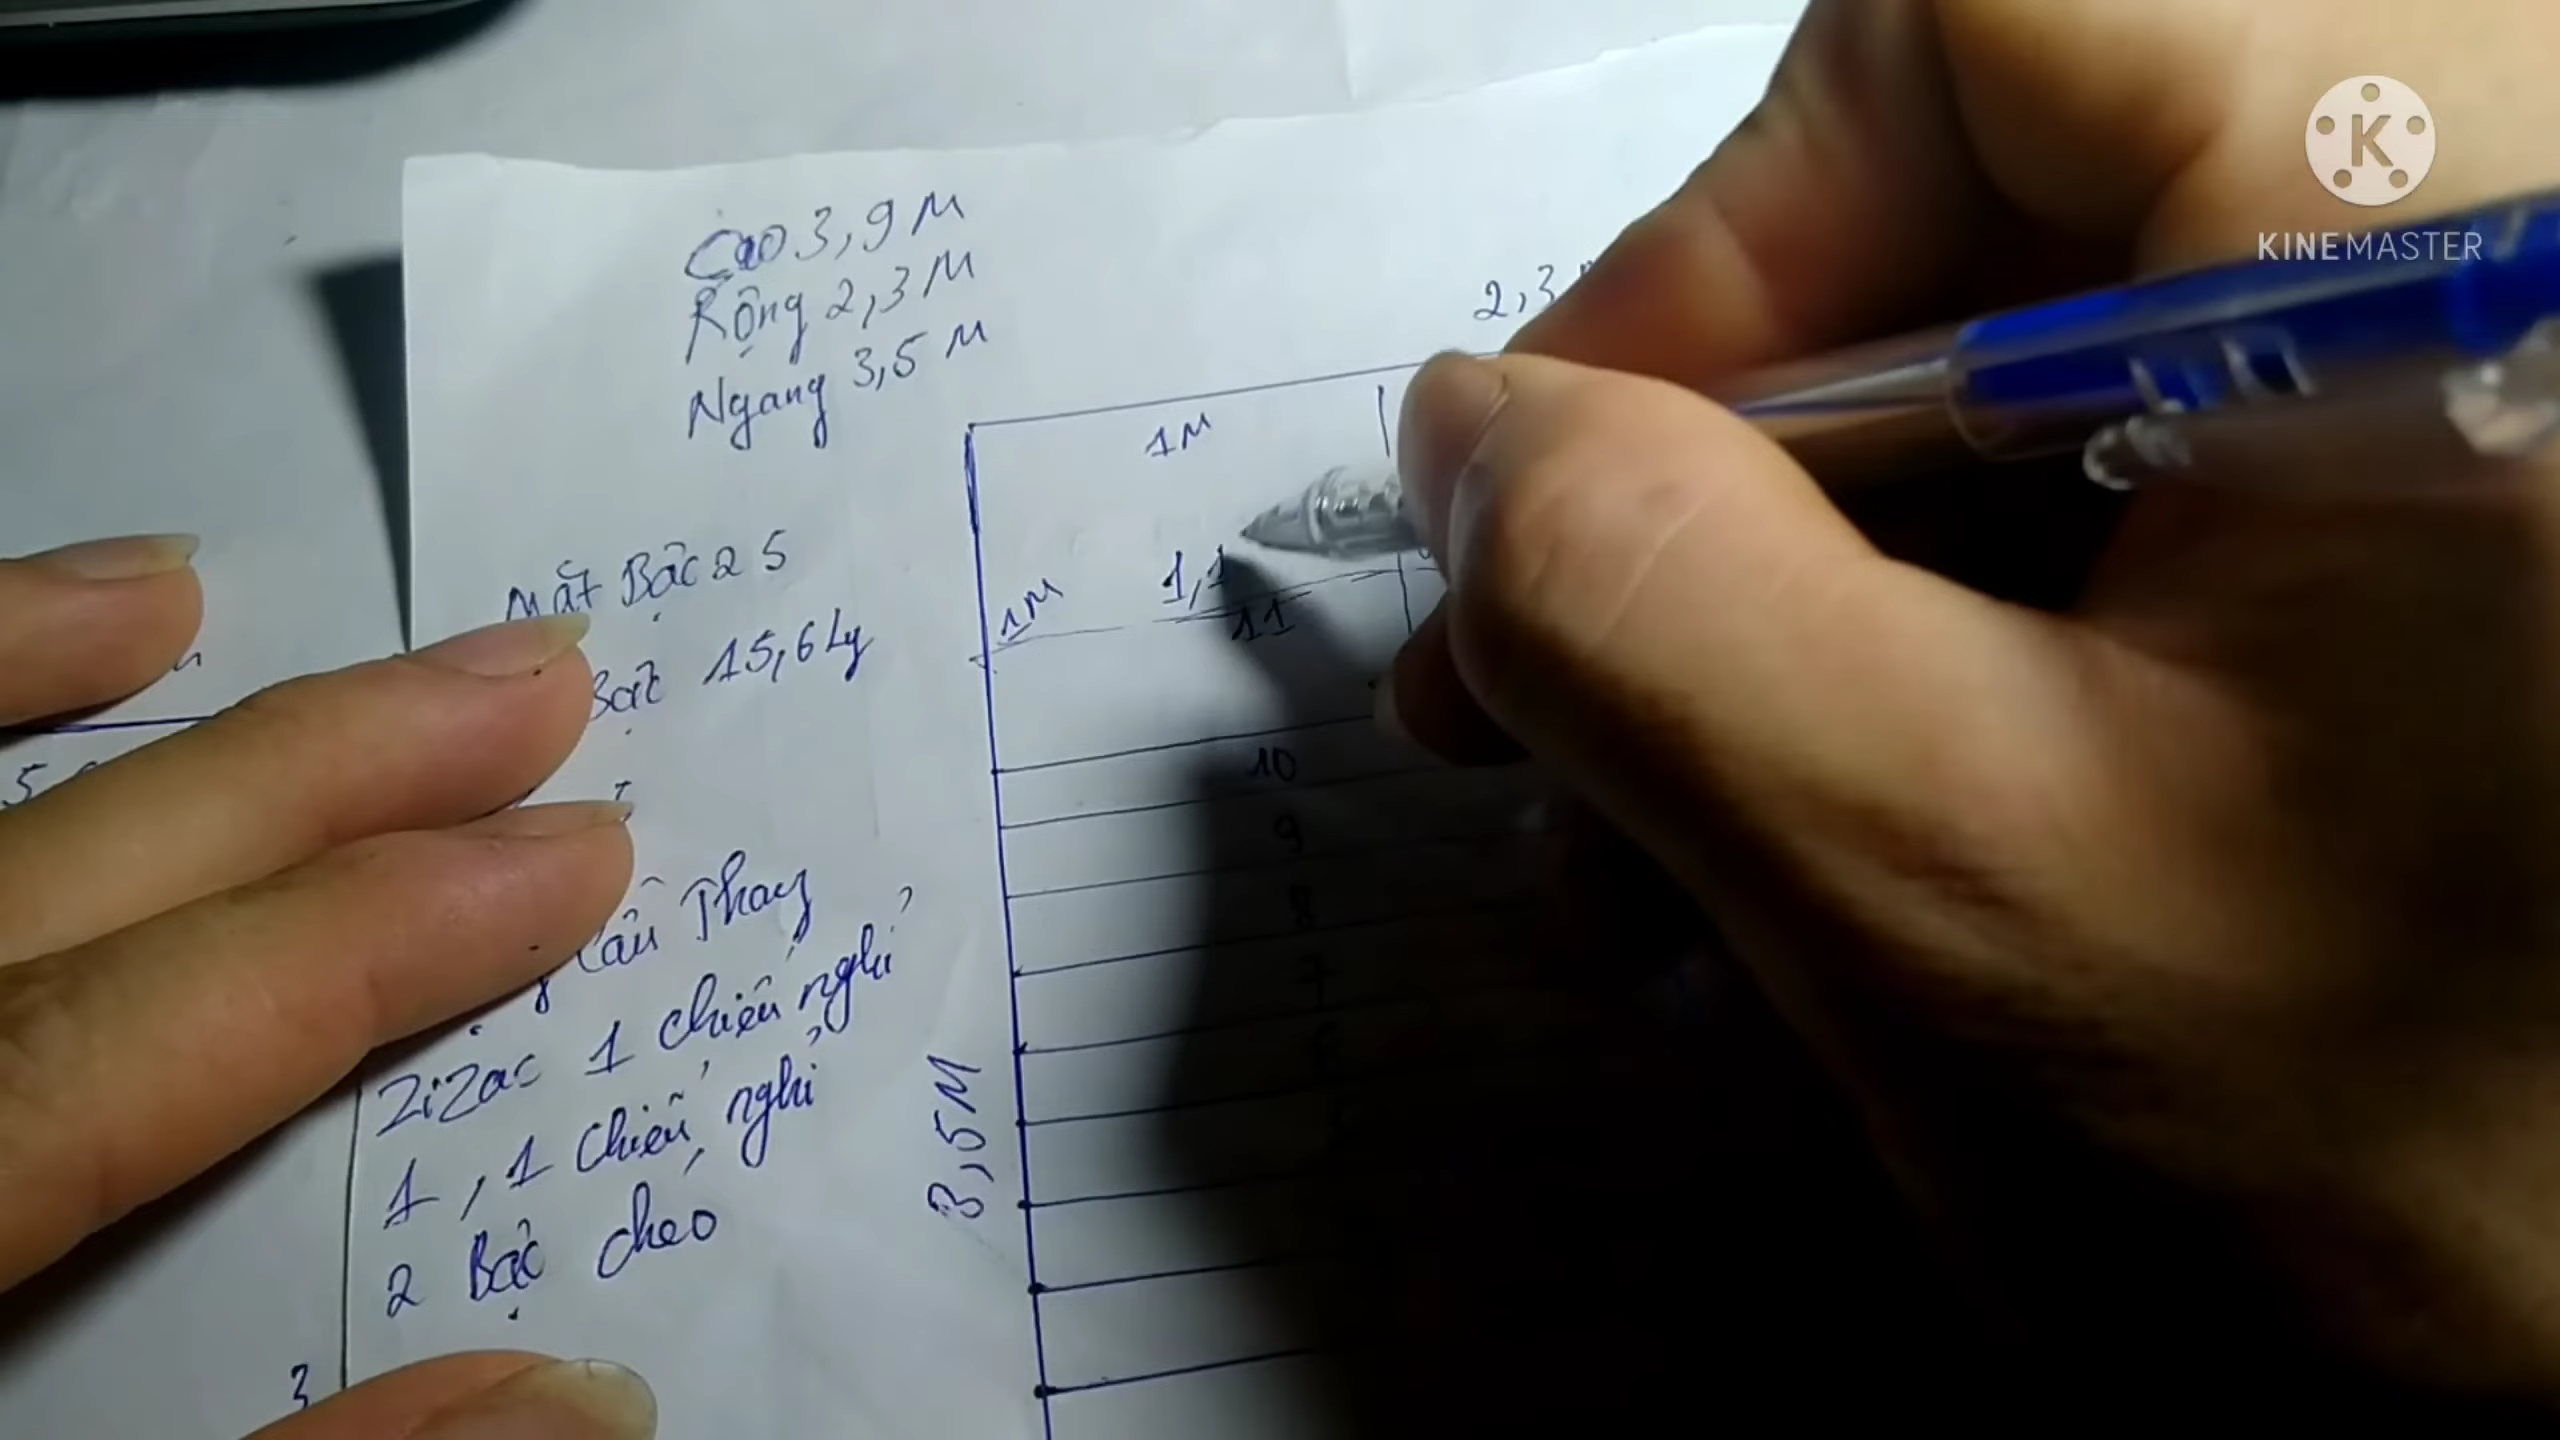 Cao 3,9 M
Rộng 2,3 M
Ngang 3,5 M
Mặt Bậc 25
Bậc 15,6 Ly
Cầu Thang
ZiZac 1 chiếu nghỉ
1,1 chiếu nghỉ
2 Bậc chéo
3
3,5M
2,3
1M
1M
1,1
11
10
9
8
7
KINEMASTER